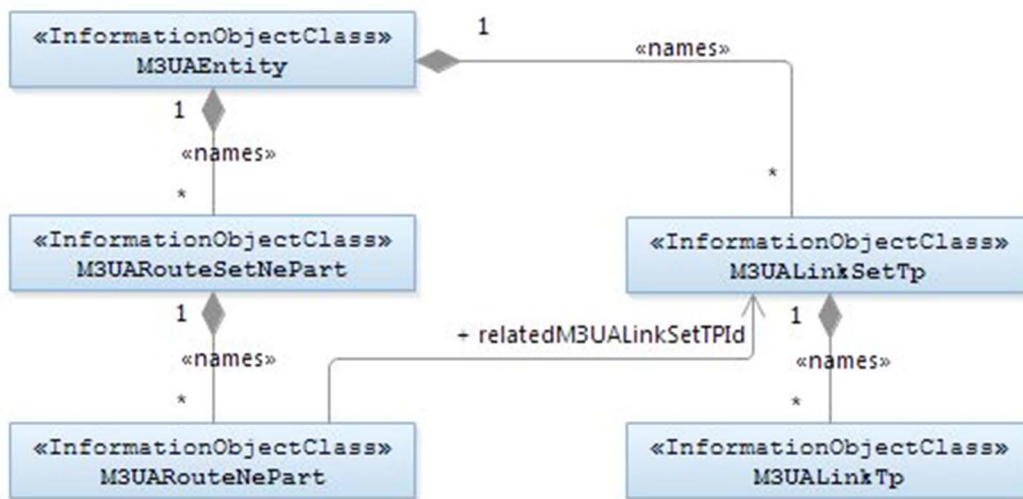 «InformationObjectClass»
M3UAEntity
1
«names»
1
«names»
*
*
«InformationObjectClass»
M3UARouteSetNePart
«InformationObjectClass»
M3UALinkSetTp
1
1
+ relatedM3UALinkSetTPId
«names»
«names»
*
*
«InformationObjectClass»
M3UARouteNePart
«InformationObjectClass»
M3UALinkTp